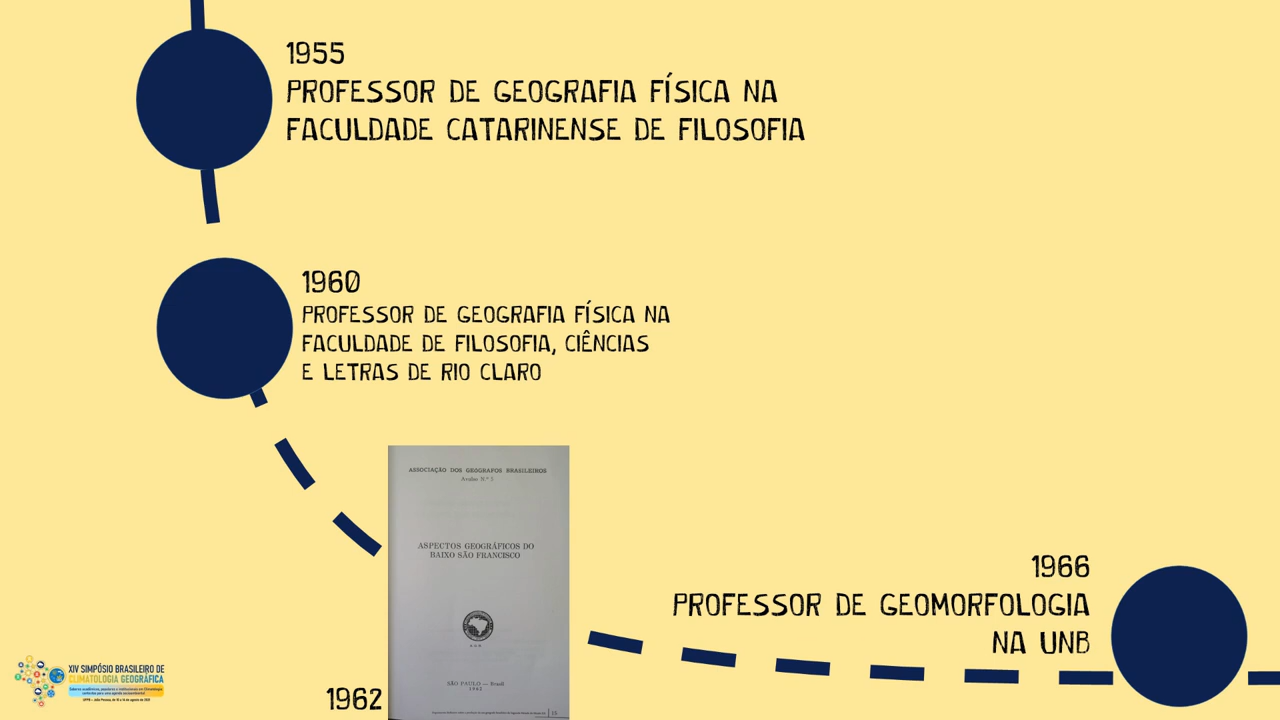 1955
PROFESSOR DE GEOGRAFIA FÍSICA NA
FACULDADE CATARINENSE DE FILOSOFIA
1960
PROFESSOR DE GEOGRAFIA FÍSICA NA
FACULDADE DE FILOSOFIA, CIÊNCIAS
E LETRAS DE RIO CLARO
ASSOCIAÇÃO DOS GEÓGRAFOS BRASILEIROS
Avulso N.º 5
ASPECTOS GEOGRÁFICOS DO
BAIXO SÃO FRANCISCO
A.G.B.
SÃO PAULO — Brasil
1962
1962
1966
PROFESSOR DE GEOMORFOLOGIA
NA UNB
XIV SIMPÓSIO BRASILEIRO DE
CLIMATOLOGIA GEOGRÁFICA